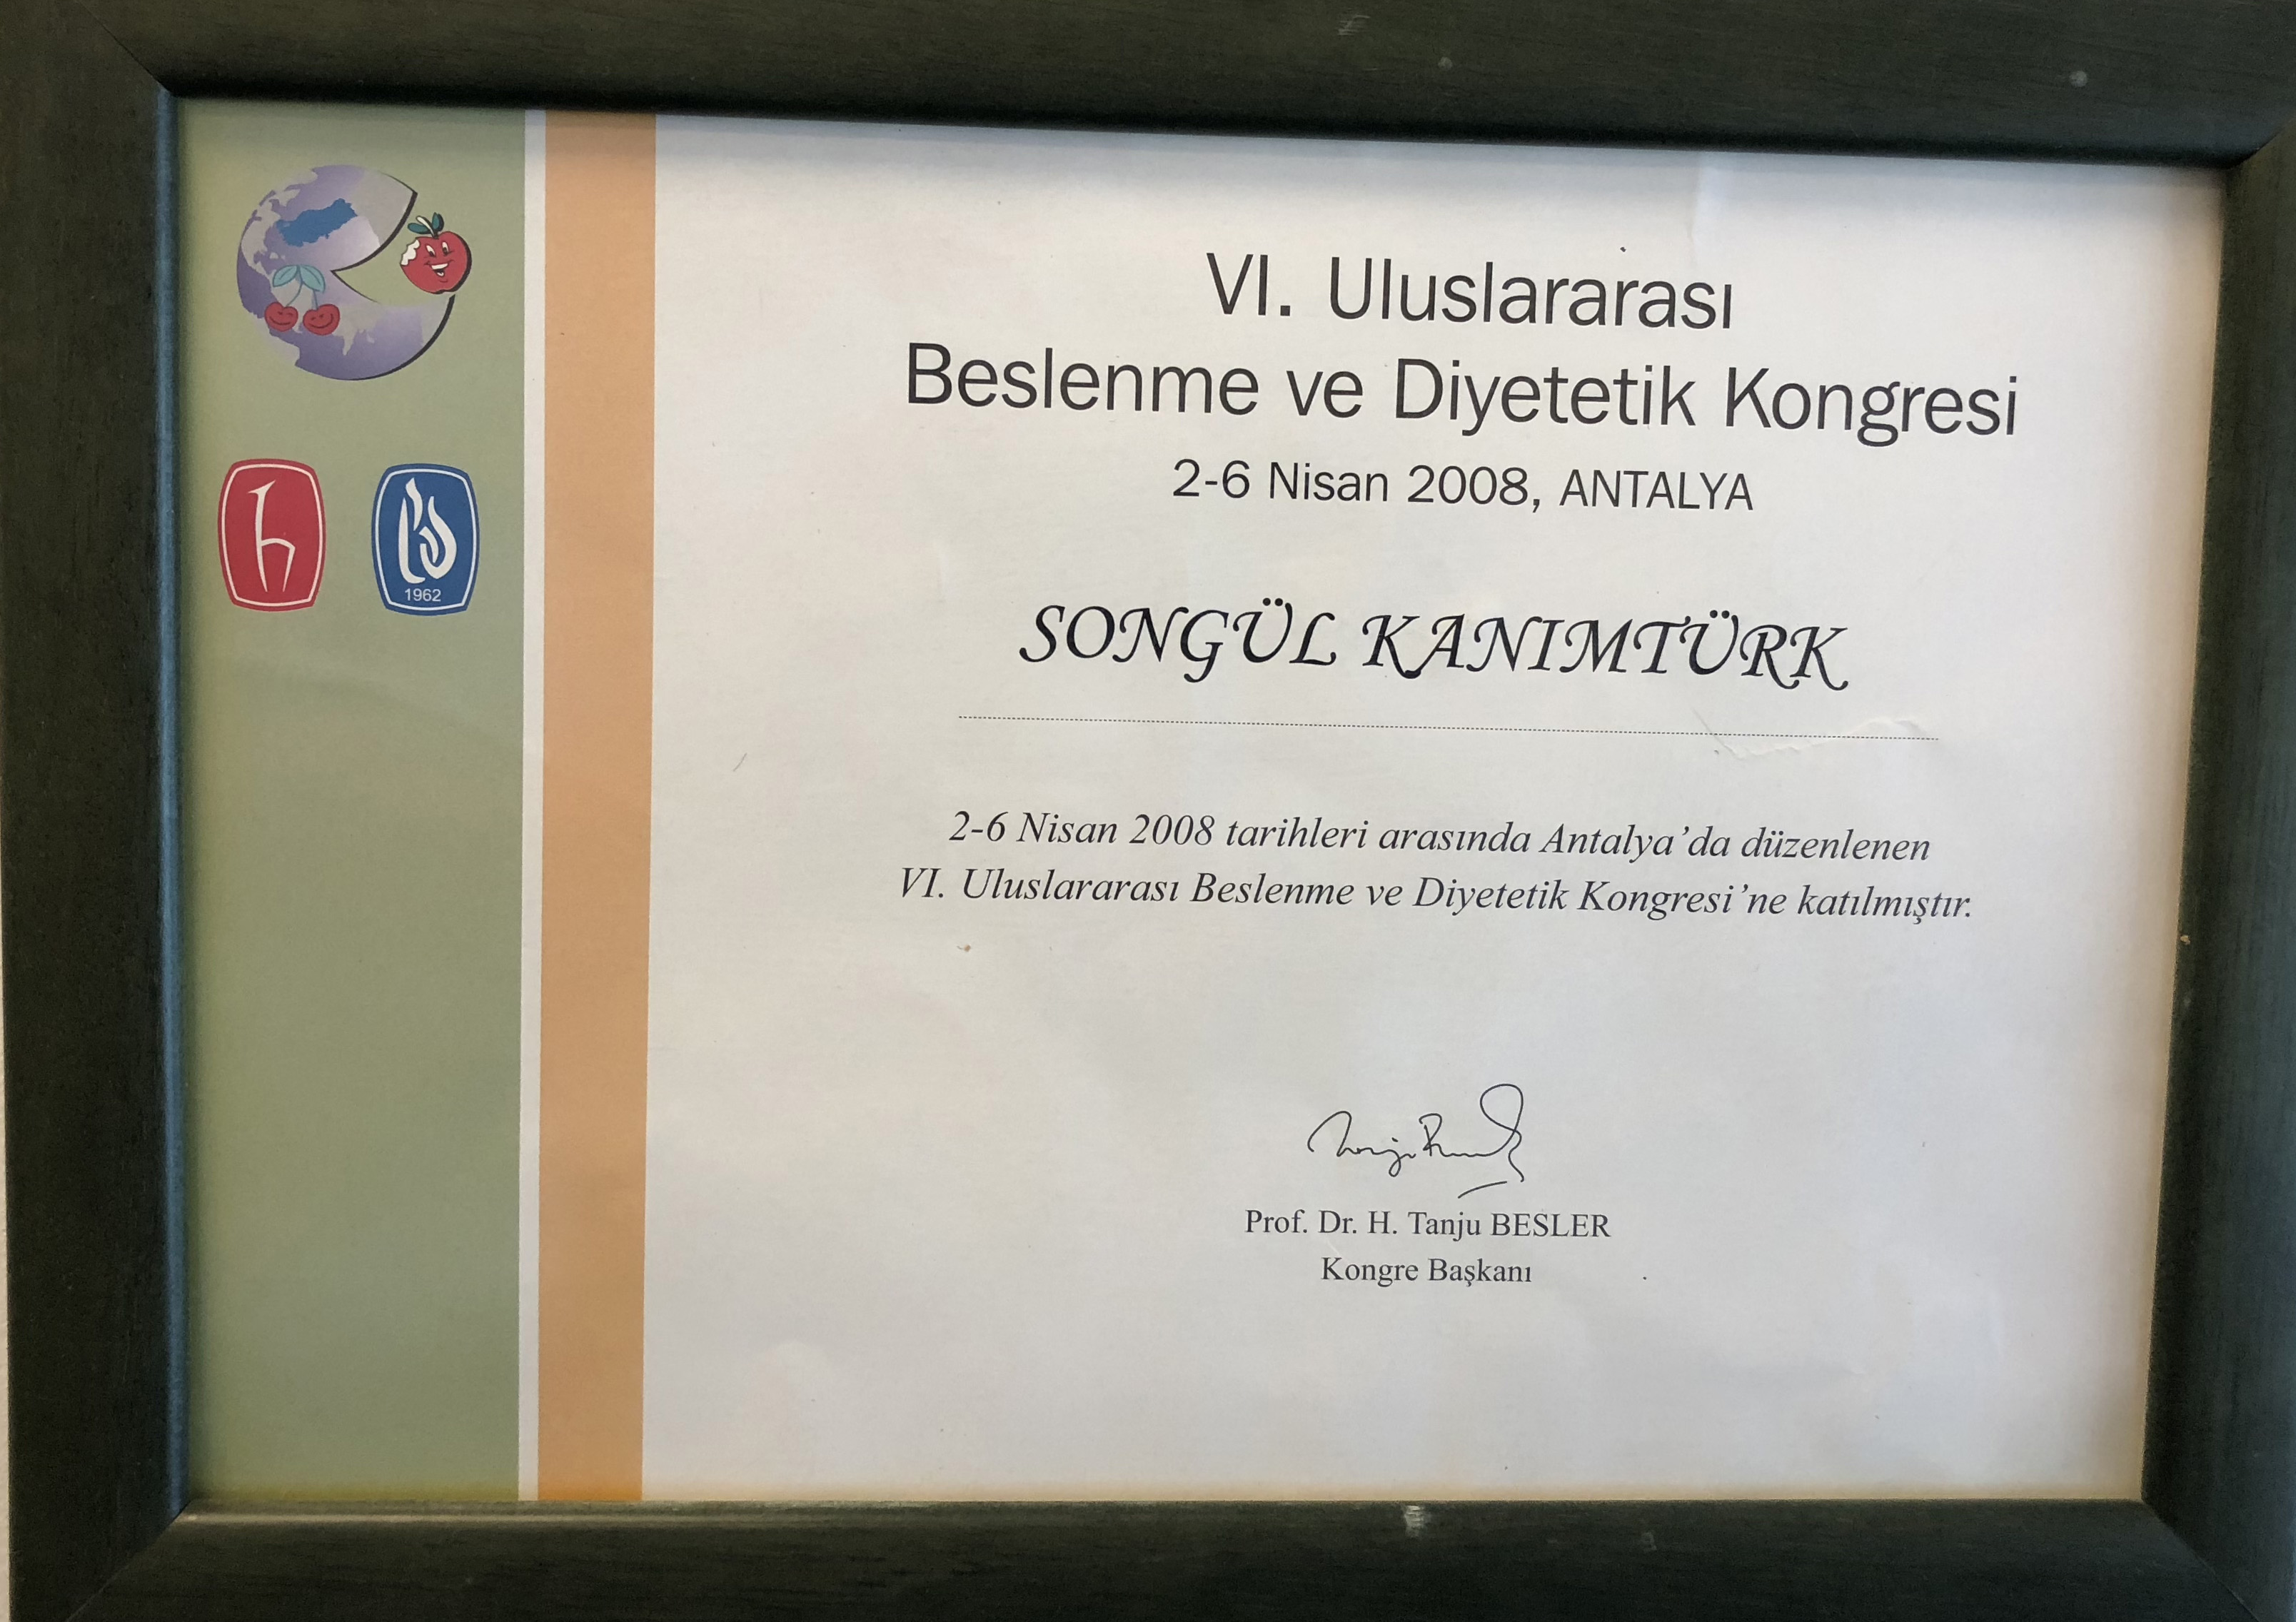 VI. Uluslararası
Beslenme ve Diyetetik Kongresi
2-6 Nisan 2008, ANTALYA
1962
SONGÜL KANIMTÜRK
2-6 Nisan 2008 tarihleri arasında Antalya'da düzenlenen
VI. Uluslararası Beslenme ve Diyetetik Kongresi'ne katılmıştır.
Prof. Dr. H. Tanju BESLER
Kongre Başkanı